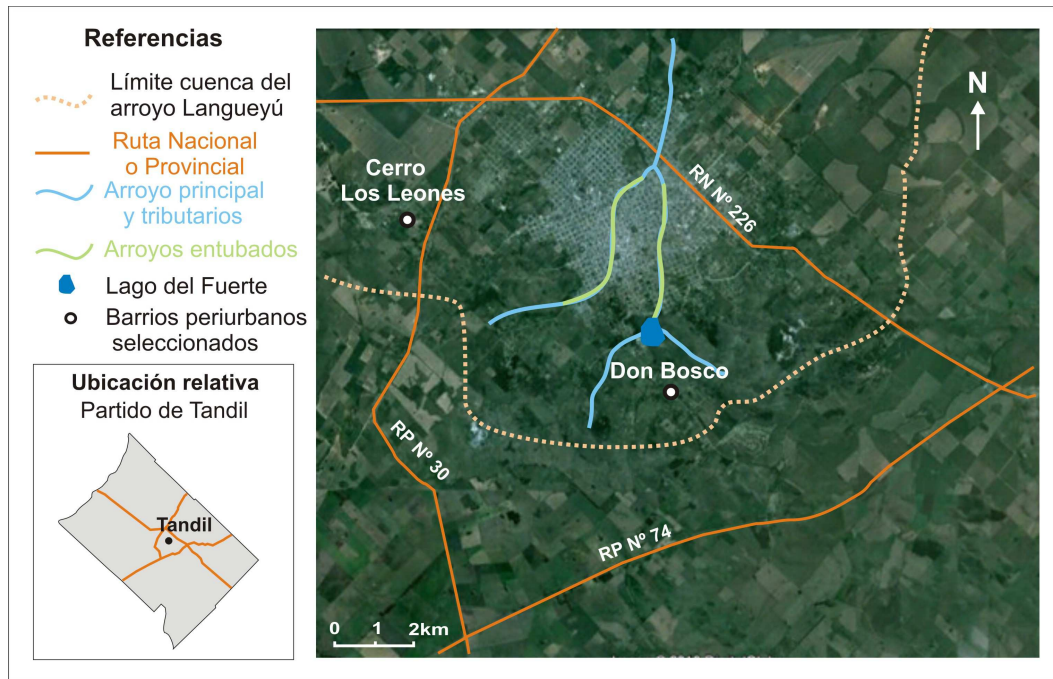 Referencias
Límite cuenca del
arroyo Langueyú
Ruta Nacional
o Provincial
Arroyo principal
y tributarios
Arroyos entubados
Lago del Fuerte
Barrios periurbanos
seleccionados
Ubicación relativa
Partido de Tandil
Tandil
N
Cerro
Los Leones
RN Nº 226
Don Bosco
RP Nº 30
RP Nº 74
0 1 2km